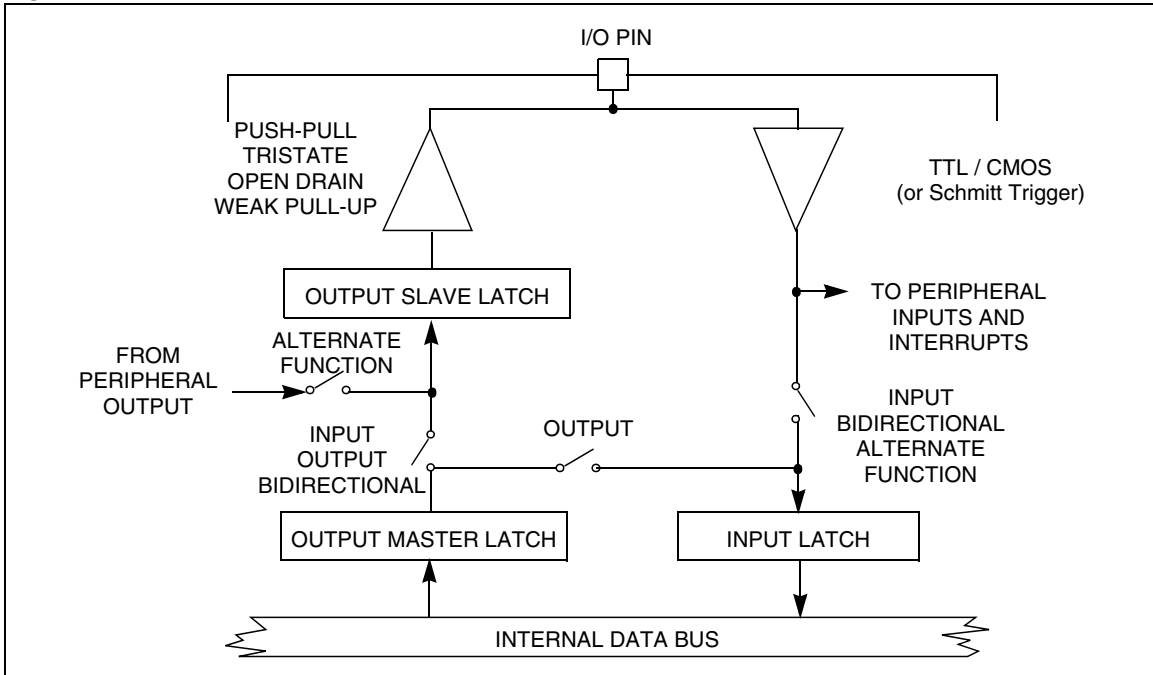 I/O PIN
PUSH-PULL
TRISTATE
OPEN DRAIN
WEAK PULL-UP
TTL / CMOS
(or Schmitt Trigger)
OUTPUT SLAVE LATCH
TO PERIPHERAL
INPUTS AND
INTERRUPTS
ALTERNATE
FUNCTION
FROM
PERIPHERAL
OUTPUT
INPUT
OUTPUT
BIDIRECTIONAL
OUTPUT
INPUT
BIDIRECTIONAL
ALTERNATE
FUNCTION
OUTPUT MASTER LATCH
INPUT LATCH
INTERNAL DATA BUS